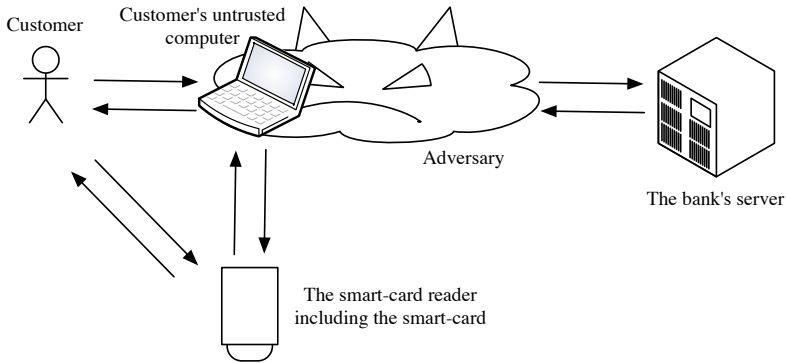 Customer
Customer's untrusted
computer
Adversary
The bank's server
The smart-card reader
including the smart-card